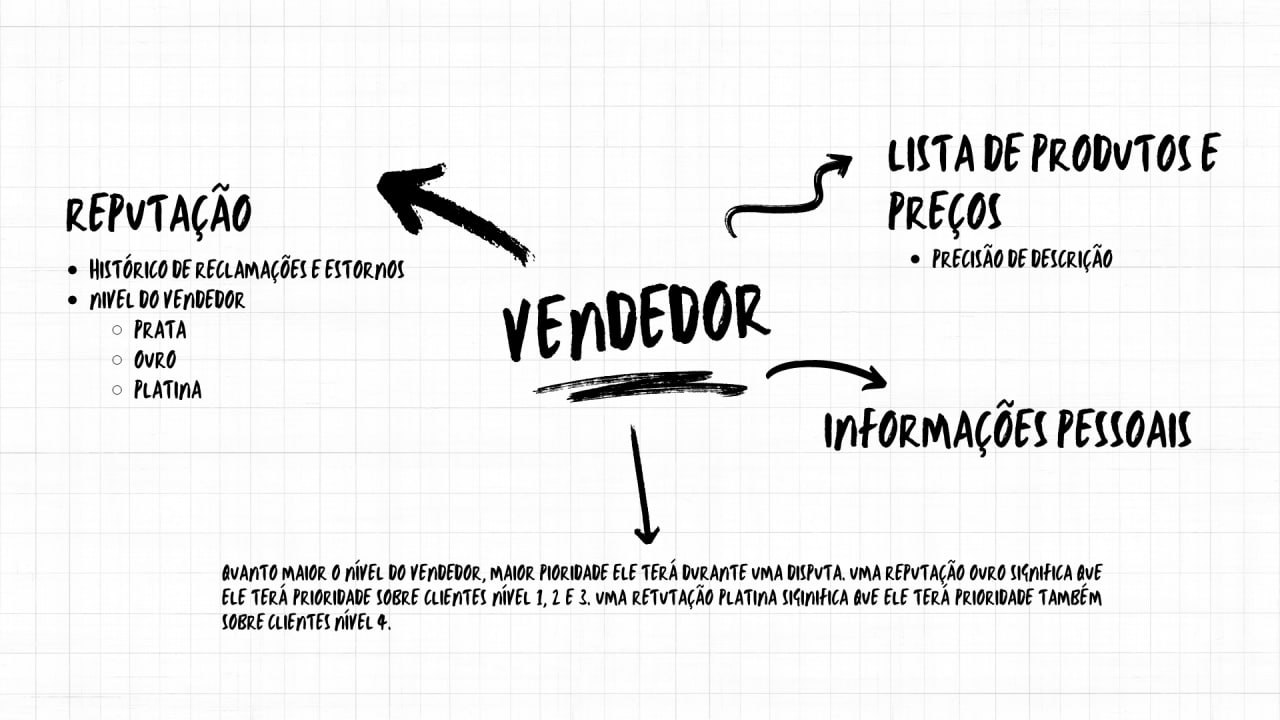 LISTA DE PRODUTOS E
PREÇOS
PRECISÃO DE DESCRIÇÃO
REPUTAÇÃO
HISTÓRICO DE RECLAMAÇÕES E ESTORNOS
NIVEL DO VENDEDOR
PRATA
OURO
PLATINA
VENDEDOR
INFORMAÇÕES PESSOAIS
QUANTO MAIOR O NÍVEL DO VENDEDOR, MAIOR PIORIDADE ELE TERÁ DURANTE UMA DISPUTA. UMA REPUTAÇÃO OURO SIGNIFICA QUE
ELE TERÁ PRIORIDADE SOBRE CLIENTES NÍVEL 1, 2 E 3. UMA RETUTAÇÃO PLATINA SIGINIFICA QUE ELE TERÁ PRIORIDADE TAMBÉM
SOBRE CLIENTES NÍVEL 4.